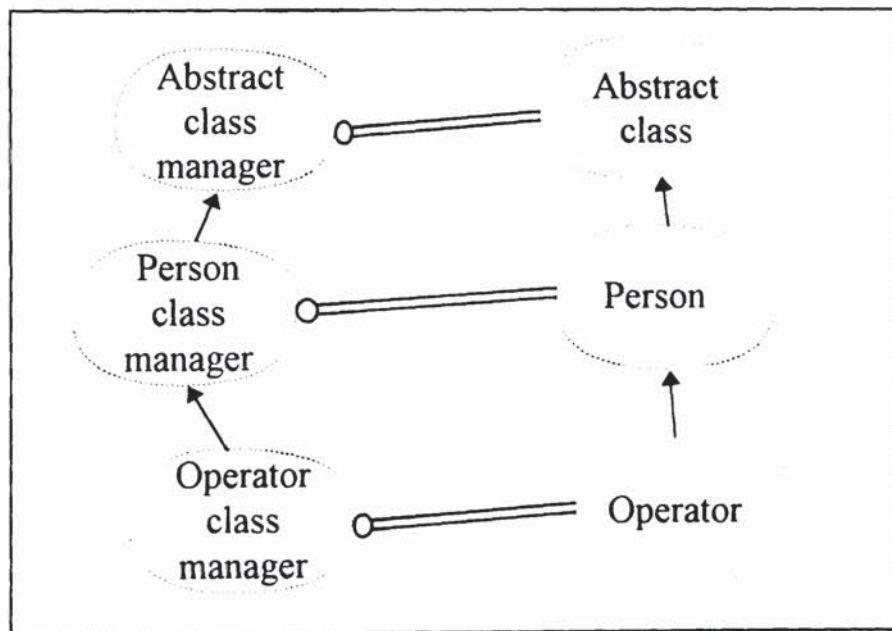 Abstract
class
manager
Abstract
class
Person
class
manager
Person
Operator
class
manager
Operator